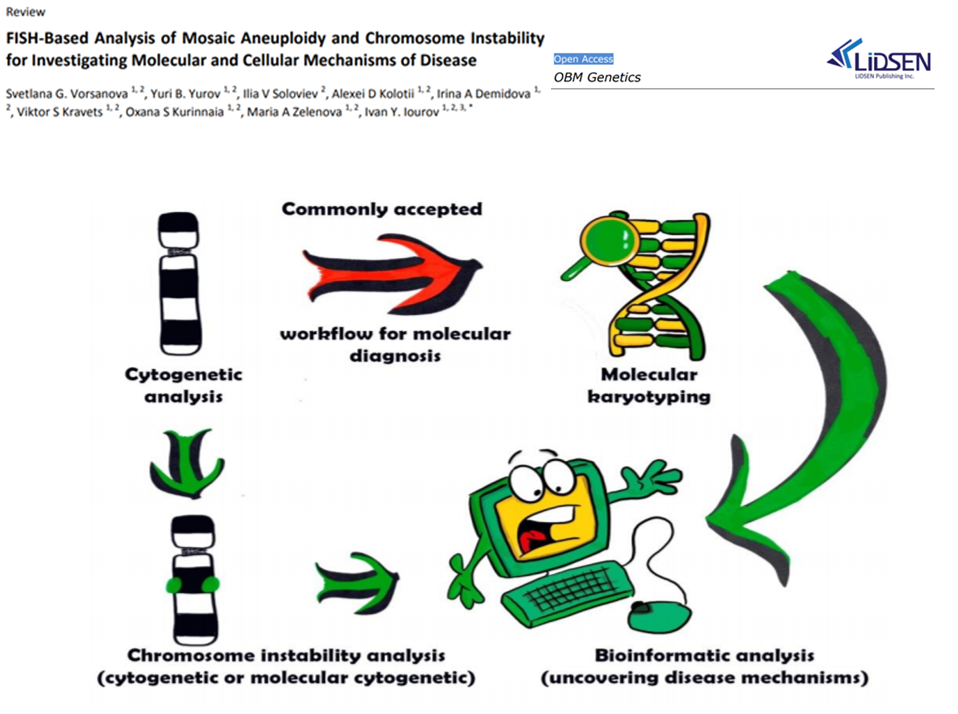 Review
FISH-Based Analysis of Mosaic Aneuploidy and Chromosome Instability
for Investigating Molecular and Cellular Mechanisms of Disease
Open Access
OBM Genetics
LiDSEN
LIDSEN Publishing Inc.
Svetlana G. Vorsanova 1, 2, Yuri B. Yurov 1, 2, Ilia V Soloviev 2, Alexei D Kolotii 1, 2, Irina A Demidova 1,
2, Viktor S Kravets 1, 2, Oxana S Kurinnaia 1, 2, Maria A Zelenova 1, 2, Ivan Y. Iourov 1, 2, 3, *
Commonly accepted
workflow for molecular
diagnosis
Cytogenetic
analysis
Molecular
karyotyping
Chromosome instability analysis
(cytogenetic or molecular cytogenetic)
Bioinformatic analysis
(uncovering disease mechanisms)